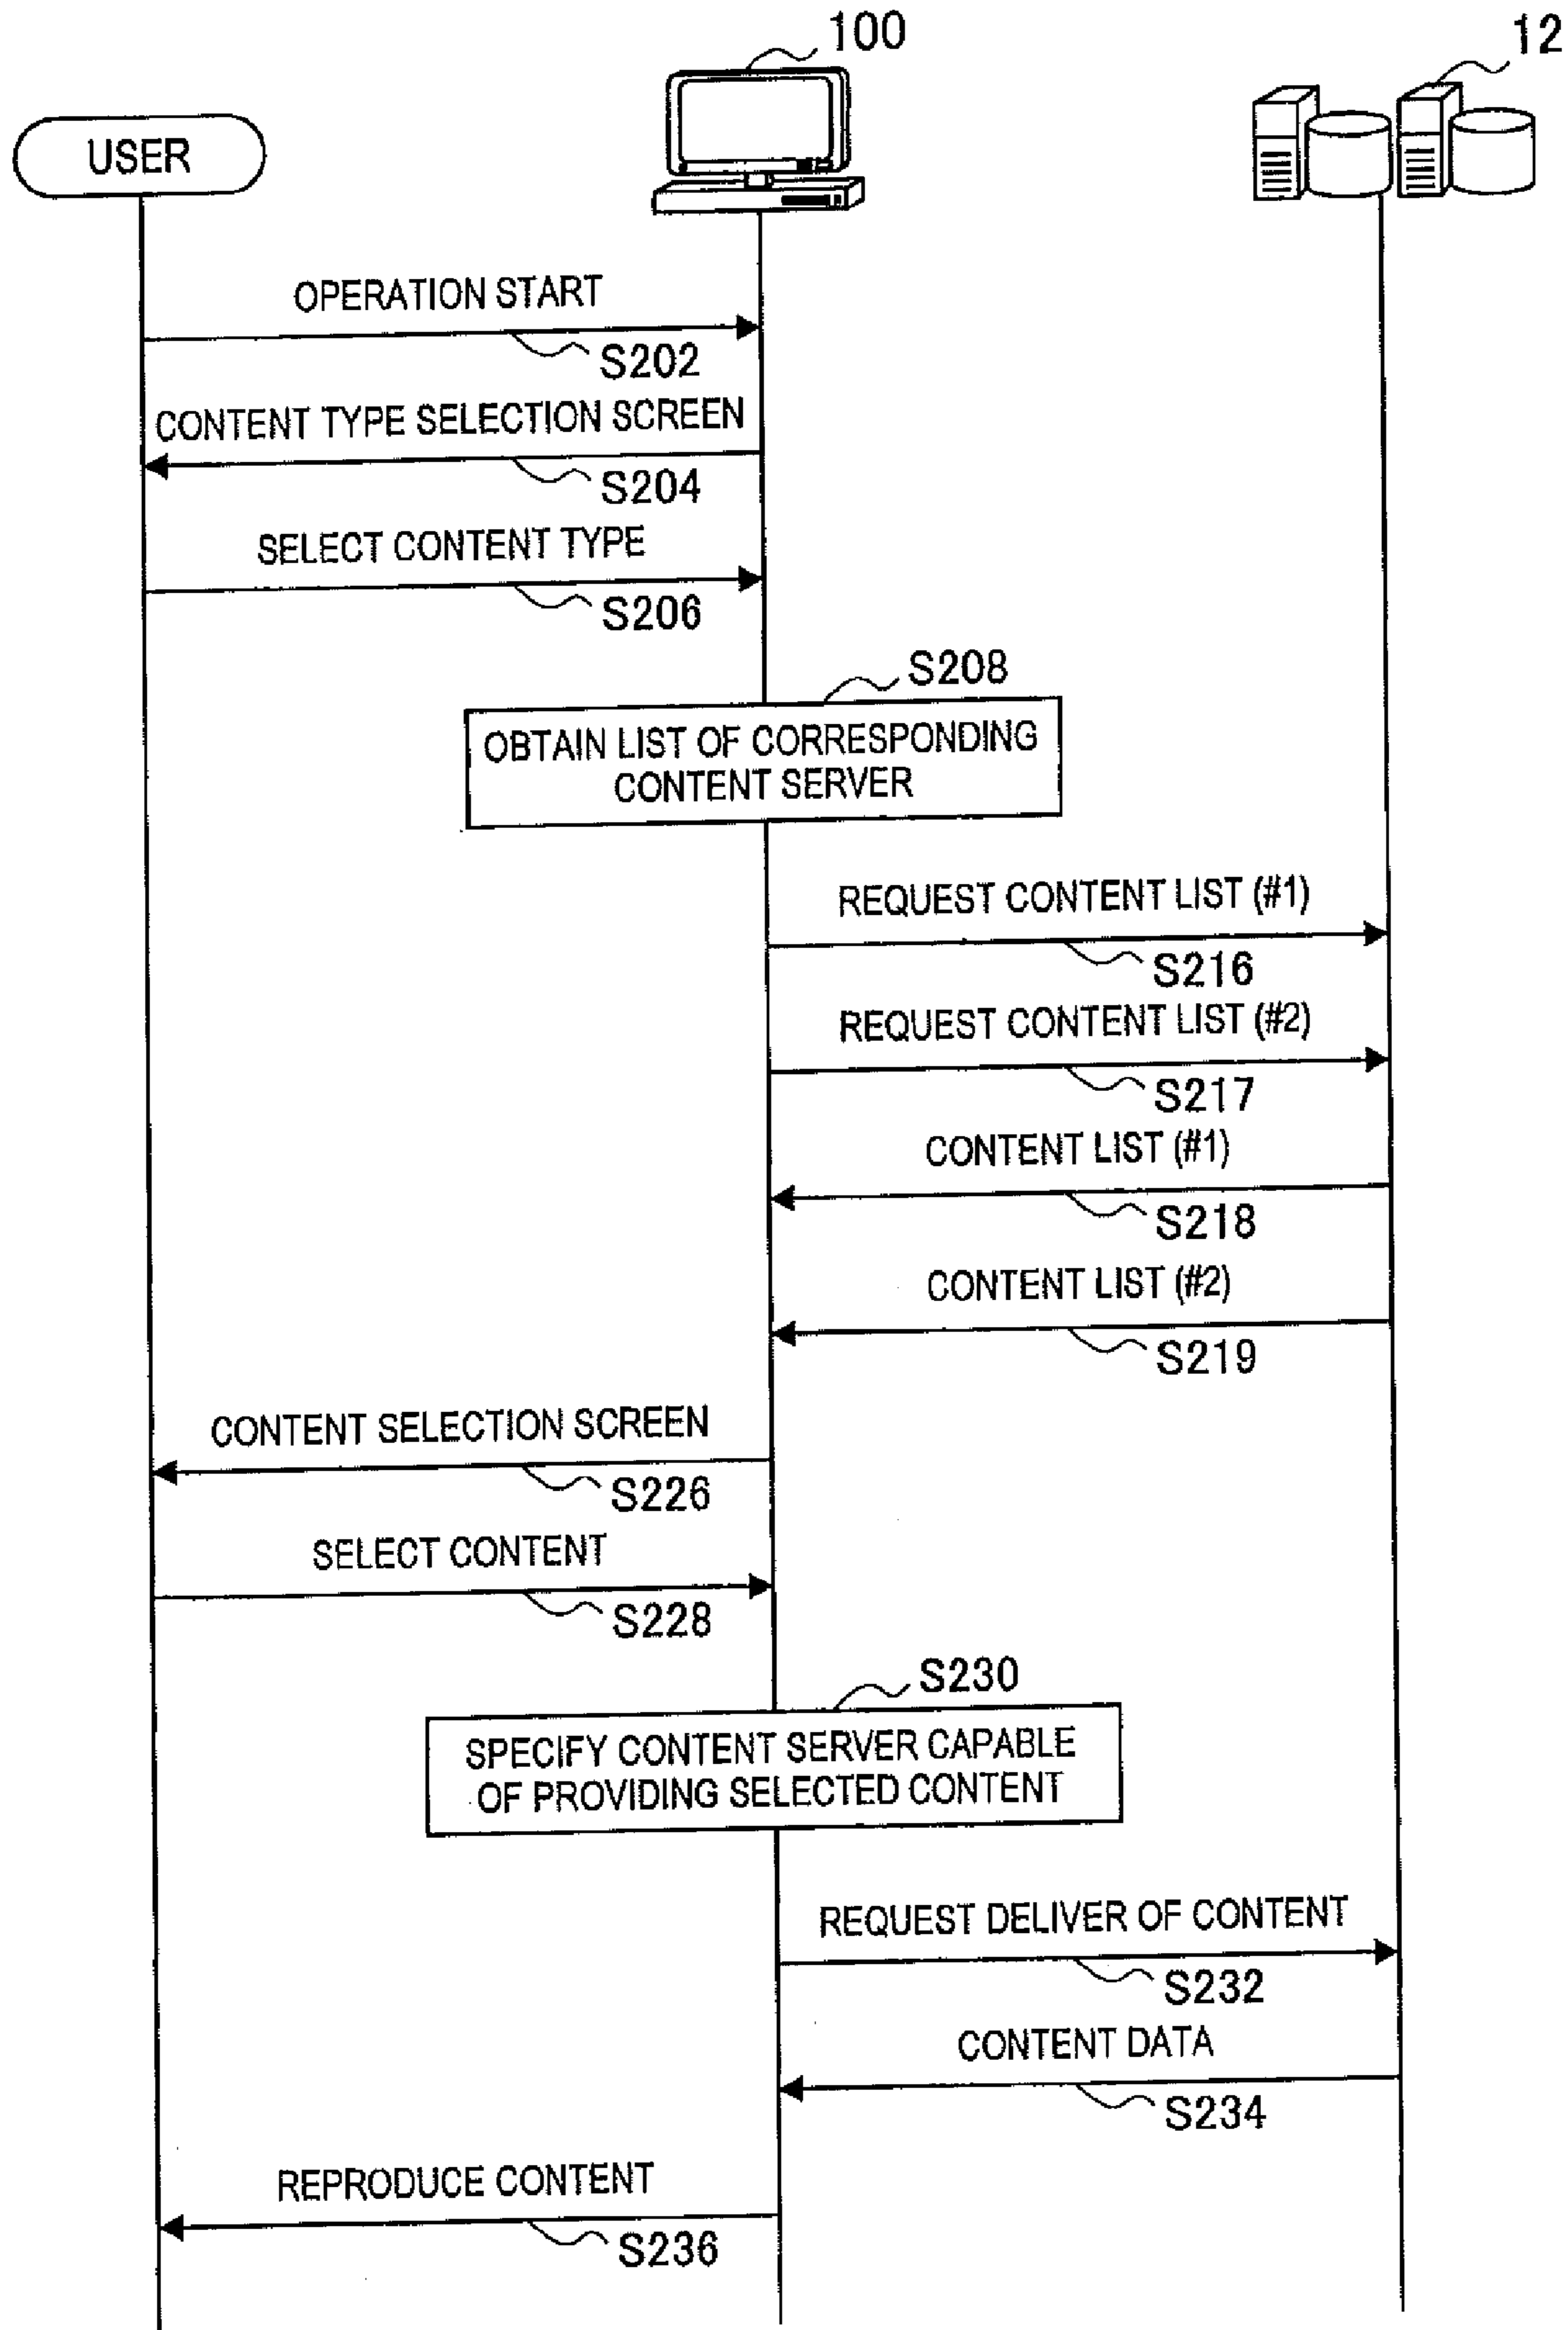 100
12
USER
OPERATION START
S202
CONTENT TYPE SELECTION SCREEN
S204
SELECT CONTENT TYPE
S206
S208
OBTAIN LIST OF CORRESPONDING
CONTENT SERVER
REQUEST CONTENT LIST (#1)
S216
REQUEST CONTENT LIST (#2)
S217
CONTENT LIST (#1)
S218
CONTENT LIST (#2)
S219
CONTENT SELECTION SCREEN
S226
SELECT CONTENT
S228
S230
SPECIFY CONTENT SERVER CAPABLE
OF PROVIDING SELECTED CONTENT
REQUEST DELIVER OF CONTENT
S232
CONTENT DATA
S234
REPRODUCE CONTENT
S236